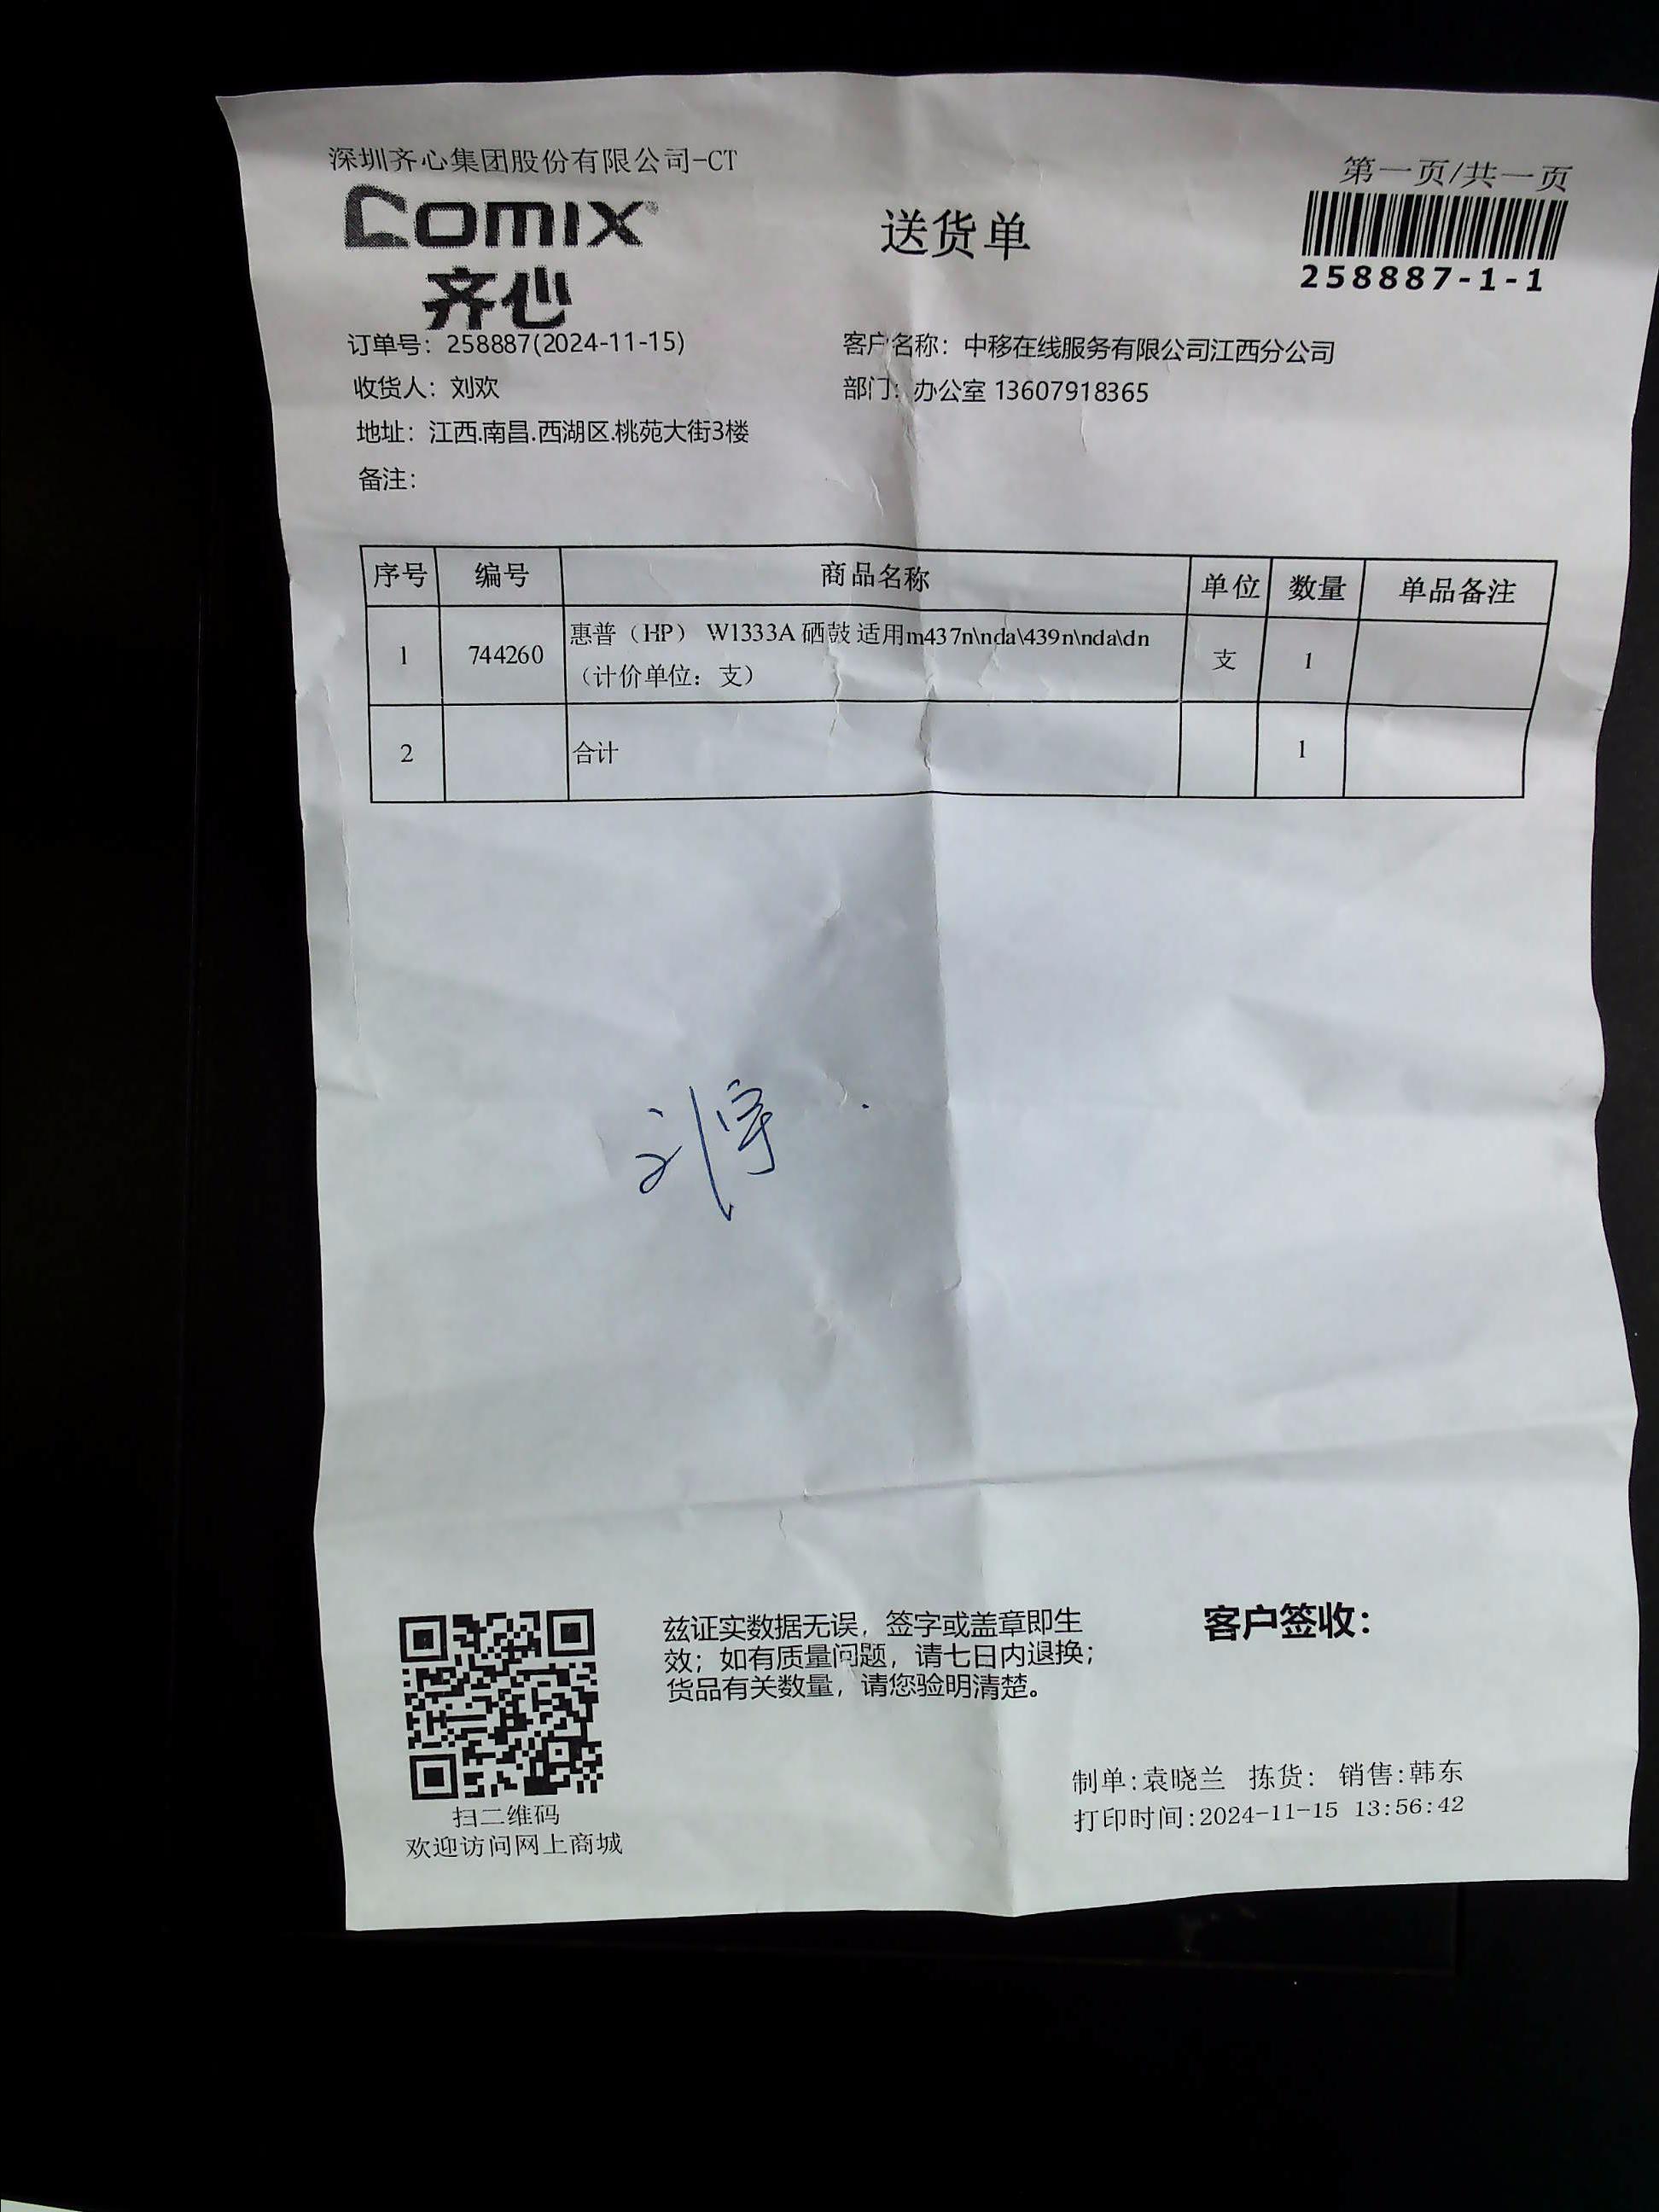 深圳齐心集团股份有限公司-CT
第一页/共一页
comix
齐心
送货单
258887-1-1
订单号：258887(2024-11-15)
客户名称：中移在线服务有限公司江西分公司
收货人：刘欢
部门：办公室 13607918365
地址：江西.南昌.西湖区.桃苑大街3楼
备注：
序号 编号 商品名称 单位 数量 单品备注
1 744260 惠普（HP） W1333A 硒鼓 适用m437n\nda\439n\nda\dn 支 1
（计价单位：支）
2 合计 1
兹证实数据无误，签字或盖章即生
效；如有质量问题，请七日内退换；
货品有关数量，请您验明清楚。
客户签收：
制单:袁晓兰 拣货: 销售:韩东
打印时间:2024-11-15 13:56:42
扫二维码
欢迎访问网上商城